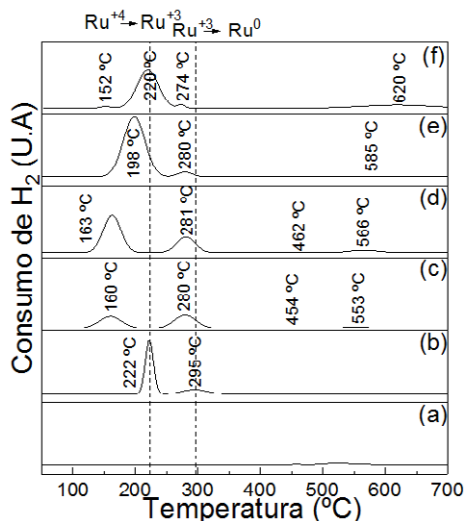 Ru+4 → Ru+3
Ru+3 → Ru0
Consumo de H2 (U.A)
152 ºC
220 ºC
274 ºC
620 ºC
(f)
198 ºC
280 ºC
585 ºC
(e)
163 ºC
281 ºC
462 ºC
566 ºC
(d)
160 ºC
280 ºC
454 ºC
553 ºC
(c)
222 ºC
295 ºC
(b)
(a)
100 200 300 400 500 600 700
Temperatura (ºC)